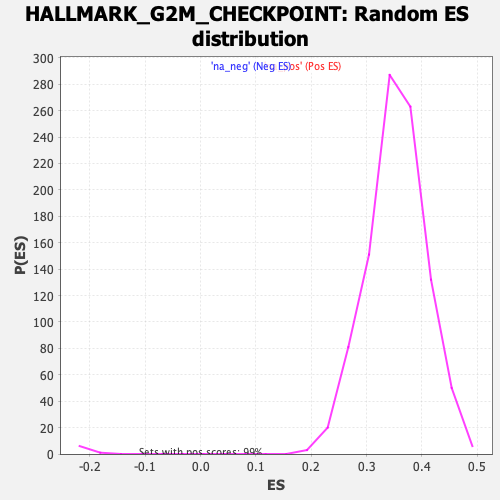 HALLMARK_G2M_CHECKPOINT: Random ES
distribution
'na_neg' (Neg ES) (Pos ES)
300
280
260
240
220
200
180
160
140
120
100
80
60
40
20
0
P(ES)
Sets with pos scores: 99%
-0.2 -0.1 0.0 0.1 0.2 0.3 0.4 0.5
ES